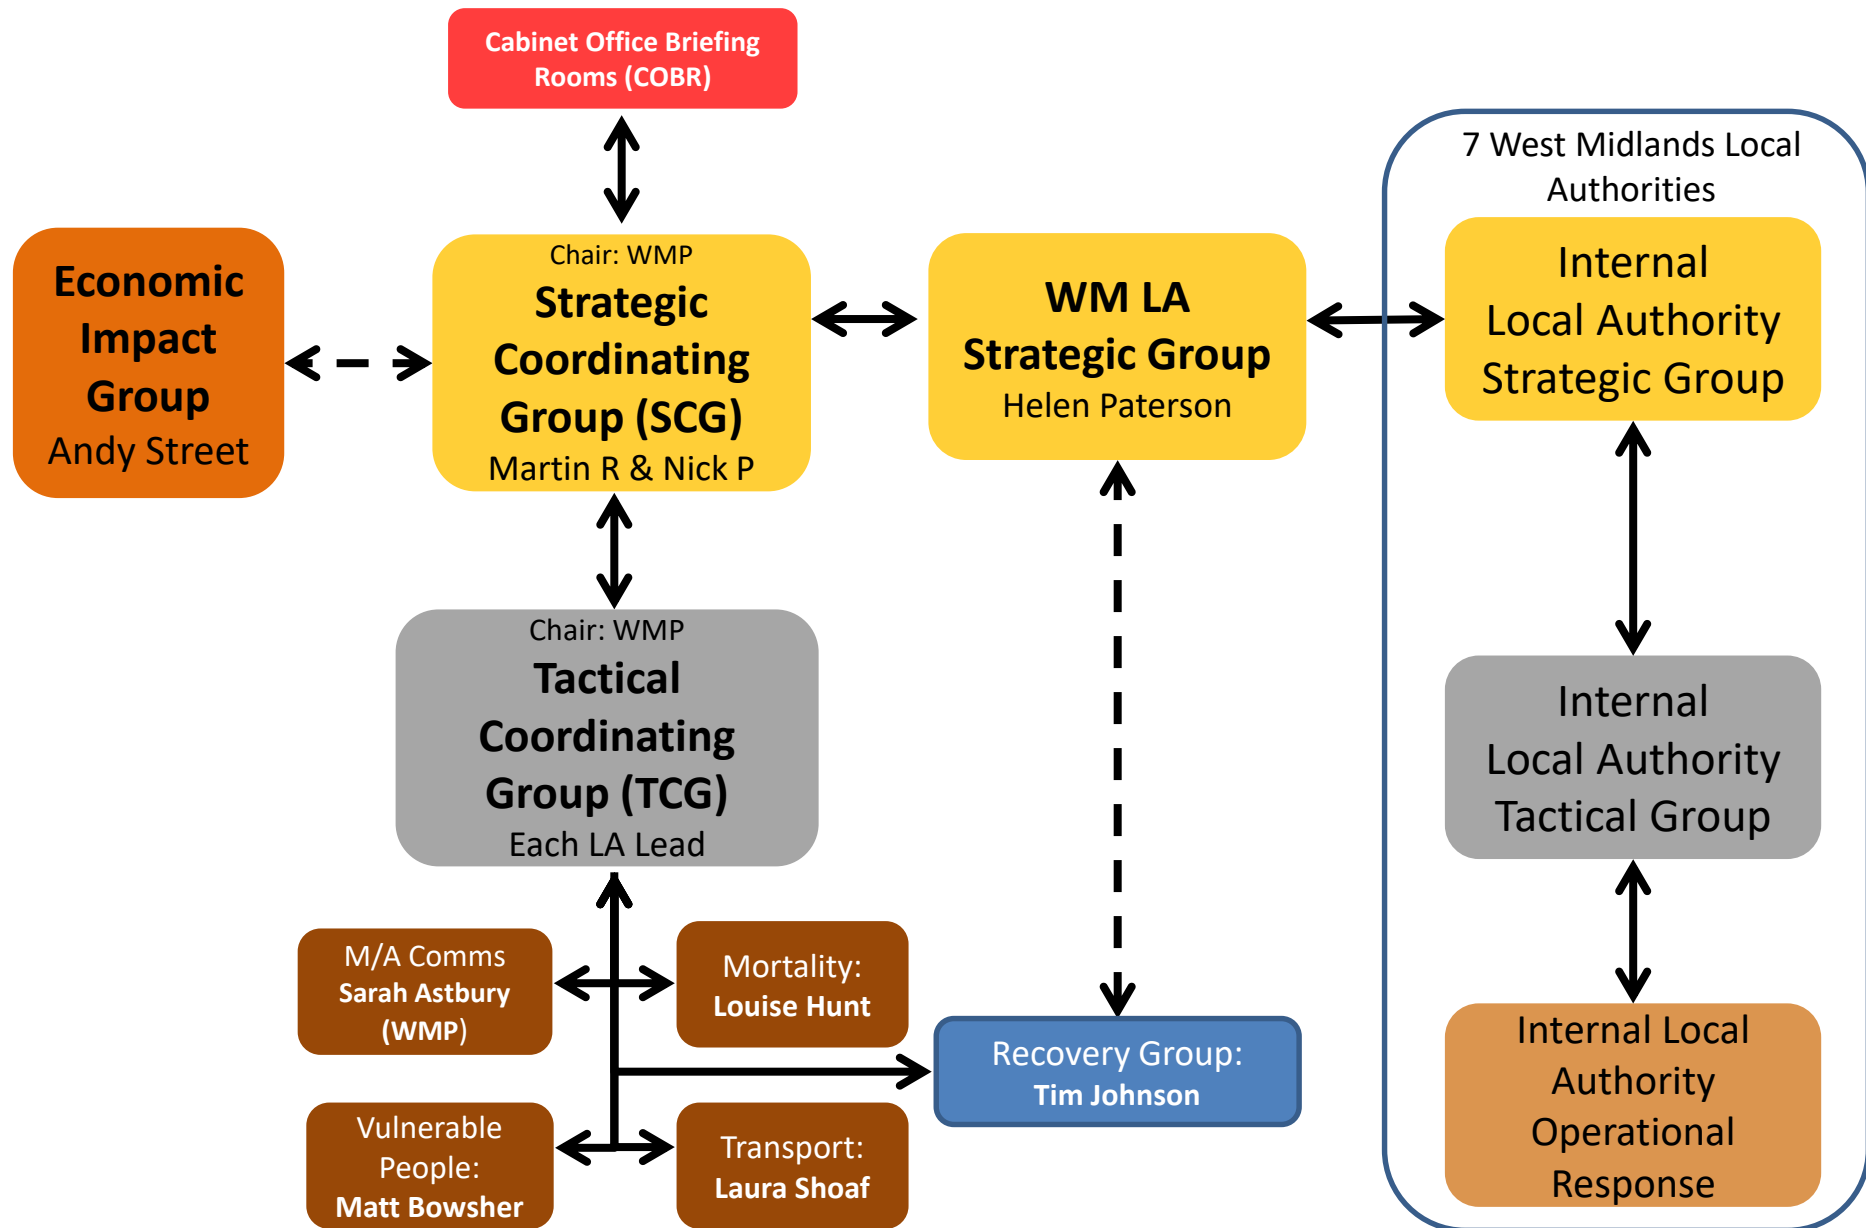 Cabinet Office Briefing
Rooms (COBR)
7 West Midlands Local
Authorities
Economic
Impact
Group
Andy Street
Chair: WMP
Strategic
Coordinating
Group (SCG)
Martin R & Nick P
WM LA
Strategic Group
Helen Paterson
Internal
Local Authority
Strategic Group
Chair: WMP
Tactical
Coordinating
Group (TCG)
Each LA Lead
Internal
Local Authority
Tactical Group
M/A Comms
Sarah Astbury
(WMP)
Mortality:
Louise Hunt
Recovery Group:
Tim Johnson
Vulnerable
People:
Matt Bowsher
Transport:
Laura Shoaf
Internal Local
Authority
Operational
Response